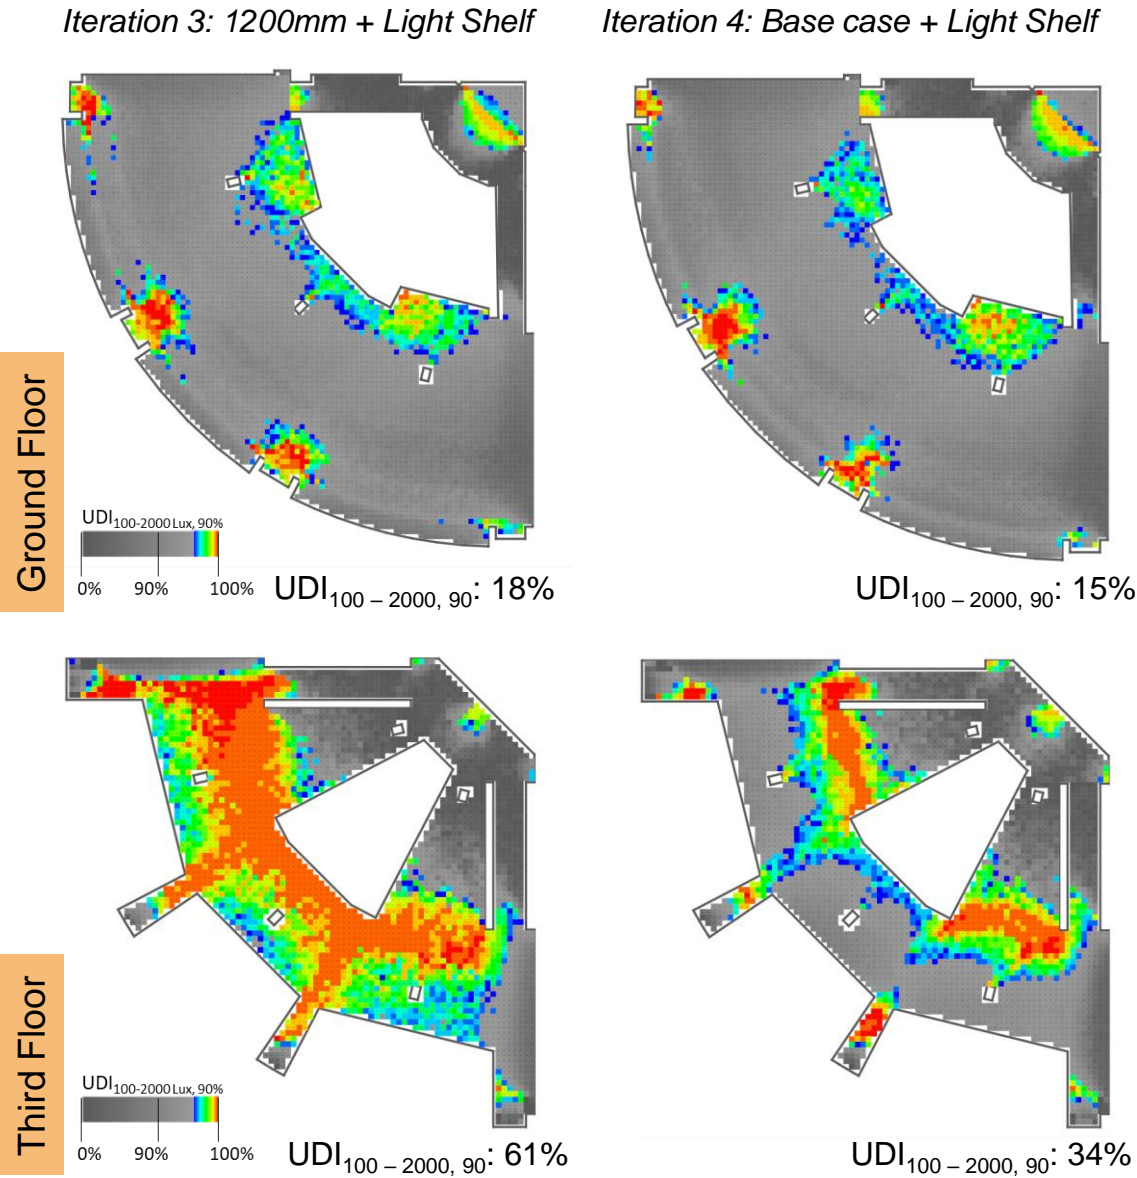 Iteration 3: 1200mm + Light Shelf
Iteration 4: Base case + Light Shelf
Ground Floor
UDI100-2000 Lux, 90%
0% 90% 100%
UDI100 – 2000, 90: 18%
UDI100 – 2000, 90: 15%
Third Floor
UDI100-2000 Lux, 90%
0% 90% 100%
UDI100 – 2000, 90: 61%
UDI100 – 2000, 90: 34%